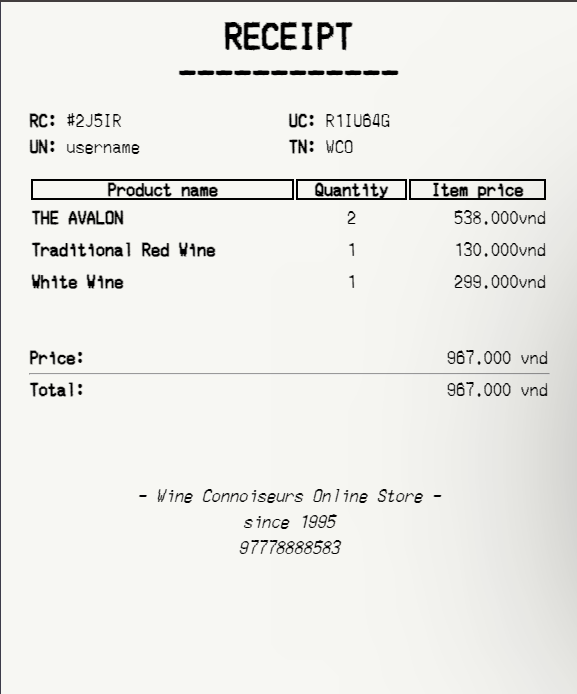 RECEIPT
------------
RC: #2J5IR UC: R1IU64G
UN: username TN: WCO
Product name Quantity Item price
THE AVALON 2 538.000vnd
Traditional Red Wine 1 130.000vnd
White Wine 1 299.000vnd
Price: 967.000 vnd
Total: 967.000 vnd
- Wine Connoiseurs Online Store -
since 1995
97778888583